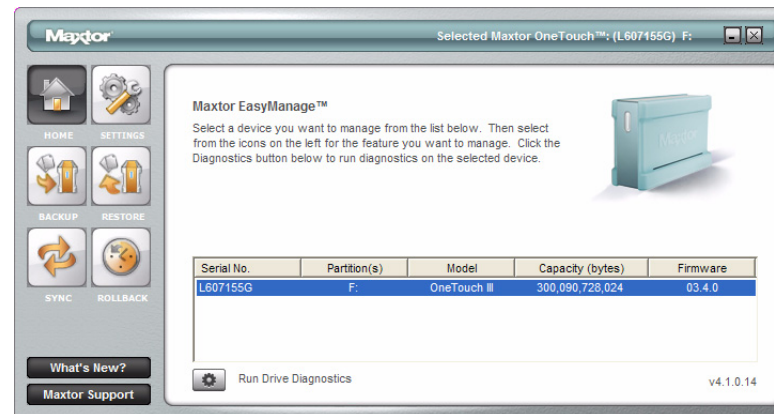 Maxtor
Selected Maxtor OneTouch™: (L607155G) F:
HOME SETTINGS
BACKUP RESTORE
SYNC ROLLBACK
What's New?
Maxtor Support
Maxtor EasyManage™
Select a device you want to manage from the list below. Then select
from the icons on the left for the feature you want to manage. Click the
Diagnostics button below to run diagnostics on the selected device.
Maxtor
Serial No. Partition(s) Model Capacity (bytes) Firmware
L607155G F: OneTouch III 300,090,728,024 03.4.0
Run Drive Diagnostics
v4.1.0.14